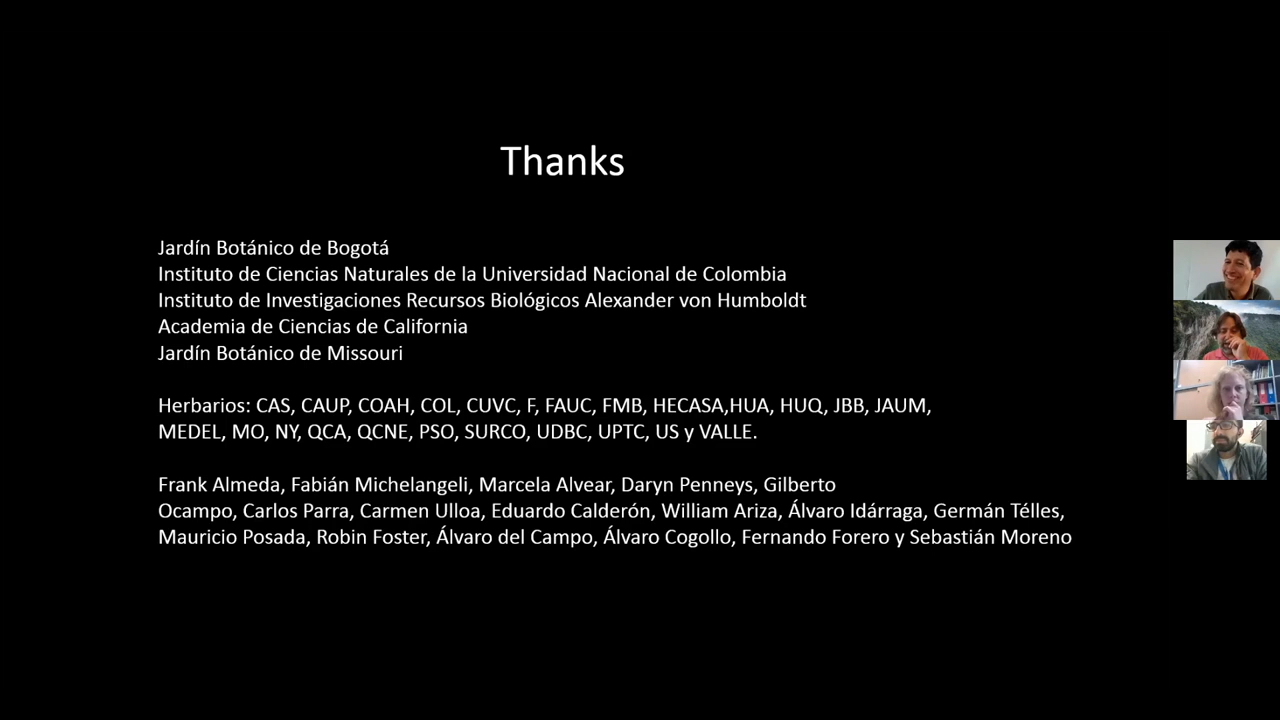 Thanks
Jardín Botánico de Bogotá
Instituto de Ciencias Naturales de la Universidad Nacional de Colombia
Instituto de Investigaciones Recursos Biológicos Alexander von Humboldt
Academia de Ciencias de California
Jardín Botánico de Missouri
Herbarios: CAS, CAUP, COAH, COL, CUVC, F, FAUC, FMB, HECASA,HUA, HUQ, JBB, JAUM,
MEDEL, MO, NY, QCA, QCNE, PSO, SURCO, UDBC, UPTC, US y VALLE.
Frank Almeda, Fabián Michelangeli, Marcela Alvear, Daryn Penneys, Gilberto
Ocampo, Carlos Parra, Carmen Ulloa, Eduardo Calderón, William Ariza, Álvaro Idárraga, Germán Télles,
Mauricio Posada, Robin Foster, Álvaro del Campo, Álvaro Cogollo, Fernando Forero y Sebastián Moreno